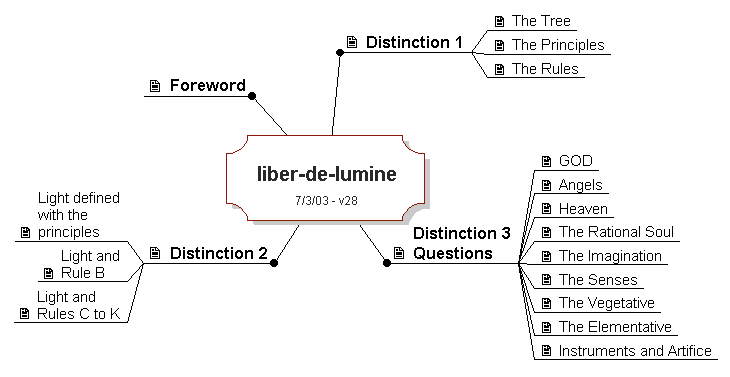 Foreword
Distinction 1
The Tree
The Principles
The Rules
liber-de-lumine
7/3/03 - v28
Distinction 2
Light defined
with the
principles
Light and
Rule B
Light and
Rules C to K
Distinction 3
Questions
GOD
Angels
Heaven
The Rational Soul
The Imagination
The Senses
The Vegetative
The Elementative
Instruments and Artifice